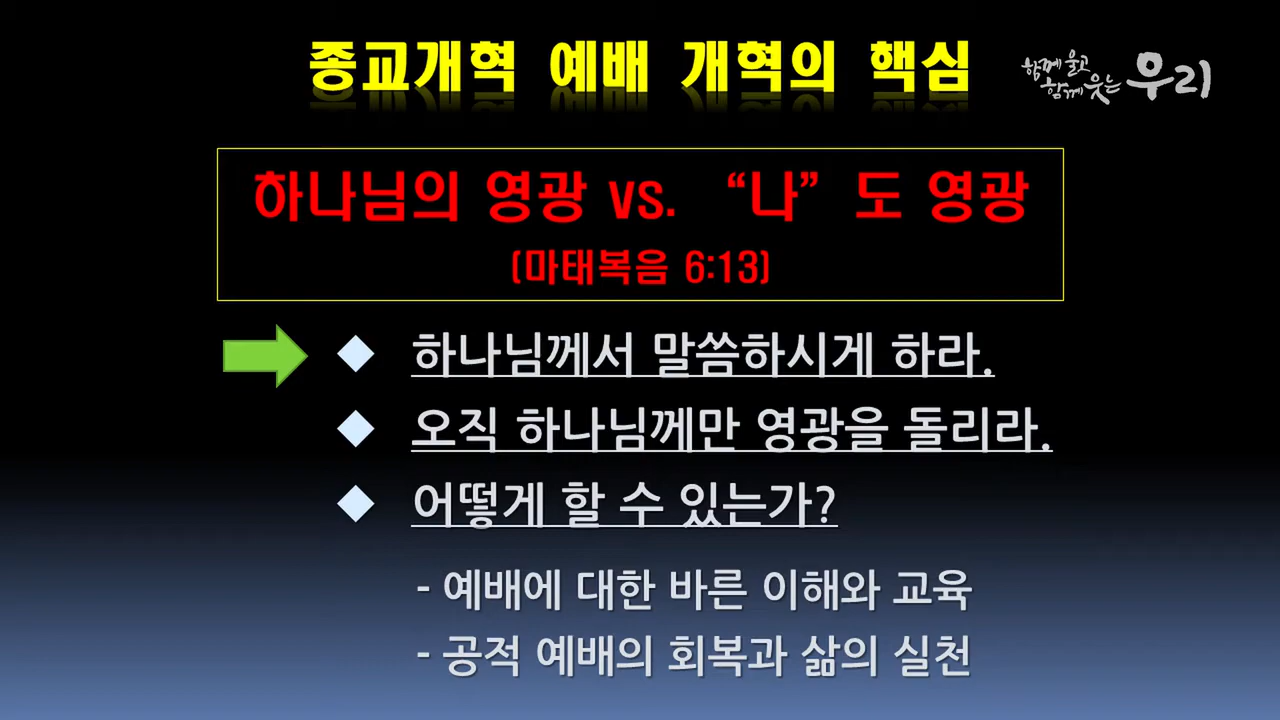 종교개혁 예배 개혁의 핵심
함께 울고
함께 웃는 우리
하나님의 영광 vs. “나”도 영광
(마태복음 6:13)
◆ 하나님께서 말씀하시게 하라.
◆ 오직 하나님께만 영광을 돌리라.
◆ 어떻게 할 수 있는가?
- 예배에 대한 바른 이해와 교육
- 공적 예배의 회복과 삶의 실천